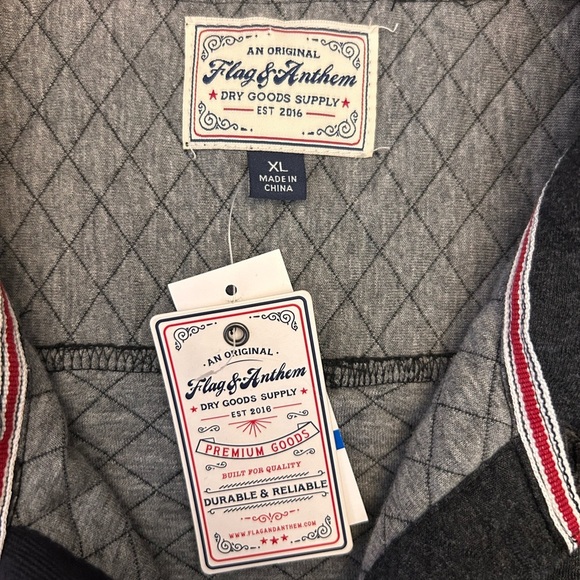 AN ORIGINAL
Flag & Anthem
DRY GOODS SUPPLY
EST 2016
XL
MADE IN
CHINA
AN ORIGINAL
Flag & Anthem
DRY GOODS SUPPLY
EST 2016
PREMIUM GOODS
BUILT FOR QUALITY
DURABLE & RELIABLE
WWW.FLAGANDANTHEM.COM